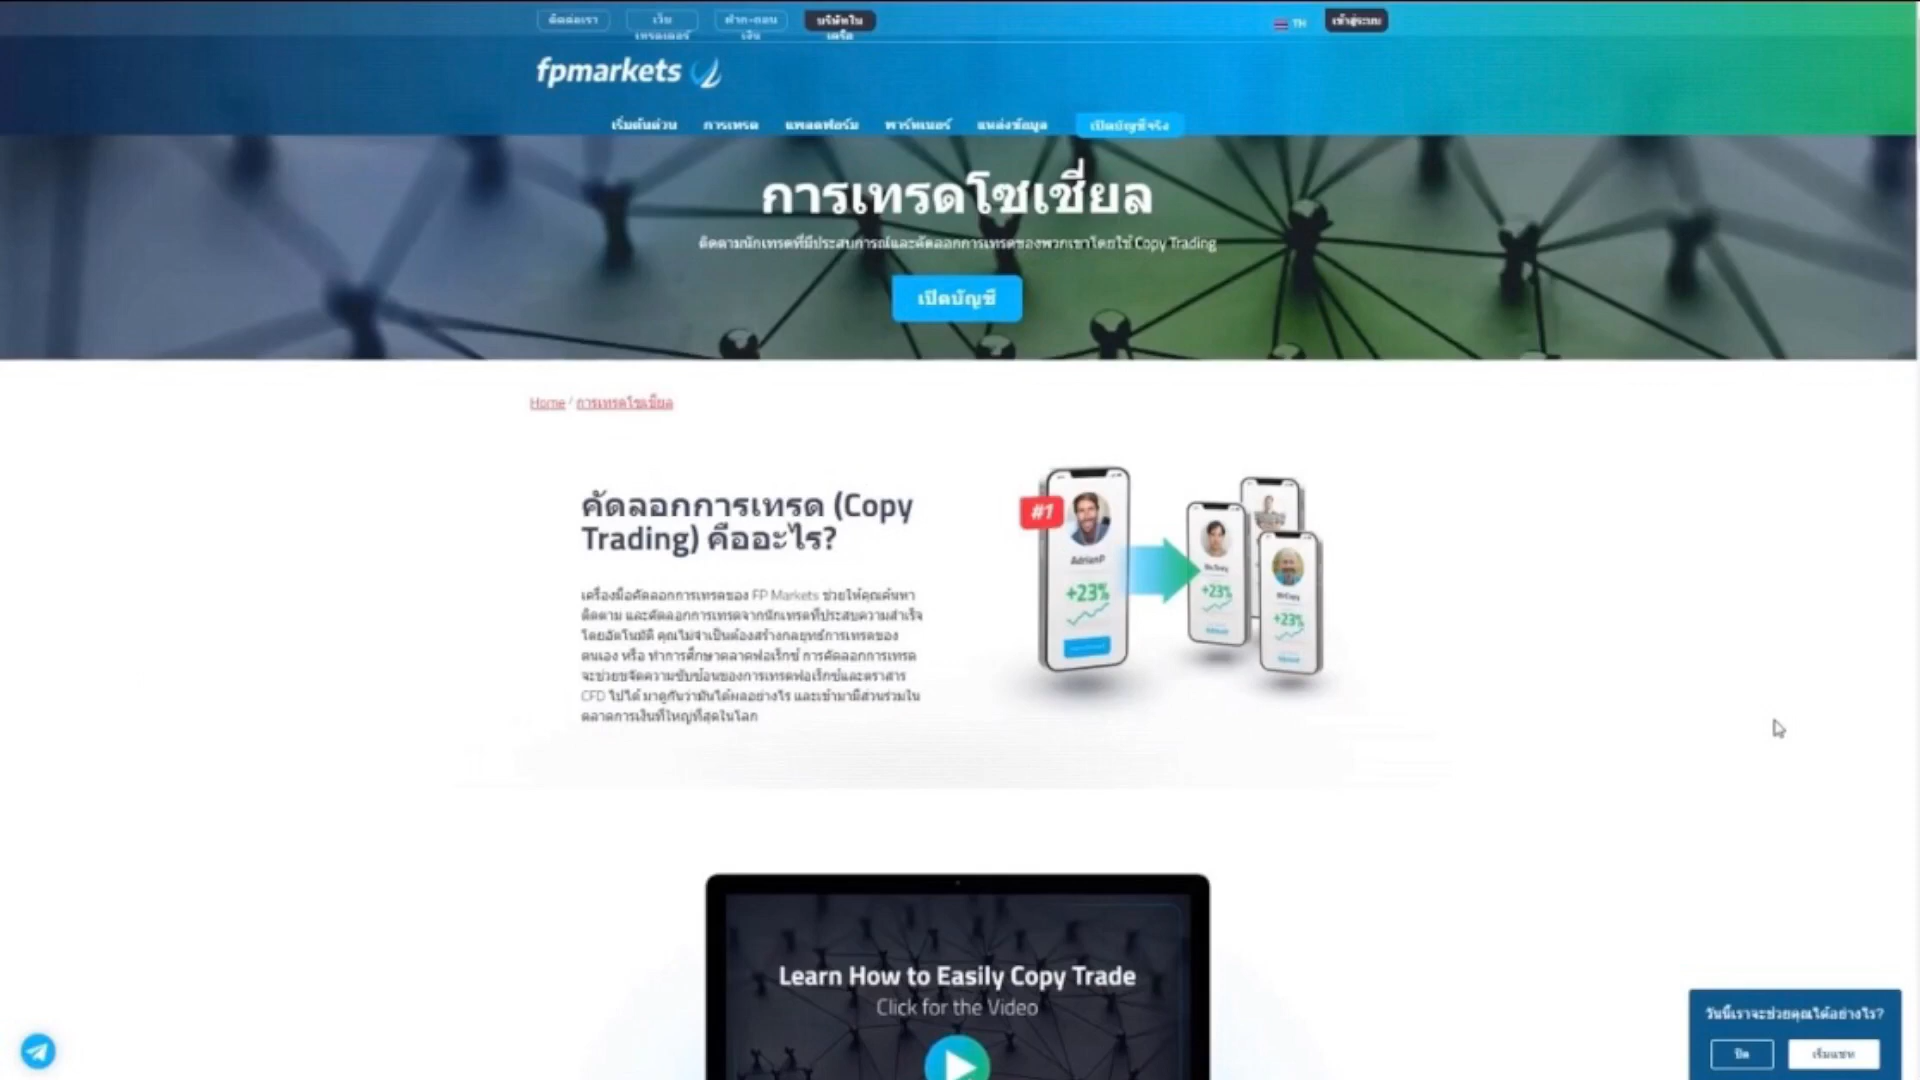 ติดต่อเรา
เว็บ
เทรดเดอร์
ฝาก-ถอน
เงิน
บริษัทใน
เครือ
TH
เข้าสู่ระบบ
fpmarkets
เริ่มต้นด่วน
การเทรด
แพลตฟอร์ม
พาร์ทเนอร์
แหล่งข้อมูล
เปิดบัญชีจริง
การเทรดโซเชี่ยล
ติดตามนักเทรดที่มีประสบการณ์และคัดลอกการเทรดของพวกเขาโดยใช้ Copy Trading
เปิดบัญชี
Home / การเทรดโซเชี่ยล
คัดลอกการเทรด (Copy
Trading) คืออะไร?
เครื่องมือคัดลอกการเทรดของ FP Markets ช่วยให้คุณค้นหา
ติดตาม และคัดลอกการเทรดจากนักเทรดที่ประสบความสำเร็จ
โดยอัตโนมัติ คุณไม่จำเป็นต้องสร้างกลยุทธ์การเทรดของ
ตนเอง หรือ ทำการศึกษาตลาดฟอเร็กซ์ การคัดลอกการเทรด
จะช่วยขจัดความซับซ้อนของการเทรดฟอเร็กซ์และตราสาร
CFD ไปได้ มาดูกันว่ามันได้ผลอย่างไร และเข้ามามีส่วนร่วมใน
ตลาดการเงินที่ใหญ่ที่สุดในโลก
#1
AdrianP
+23%
+23%
+23%
Learn How to Easily Copy Trade
Click for the Video
วันนี้เราจะช่วยคุณได้อย่างไร?
ปิด
เริ่มแชท